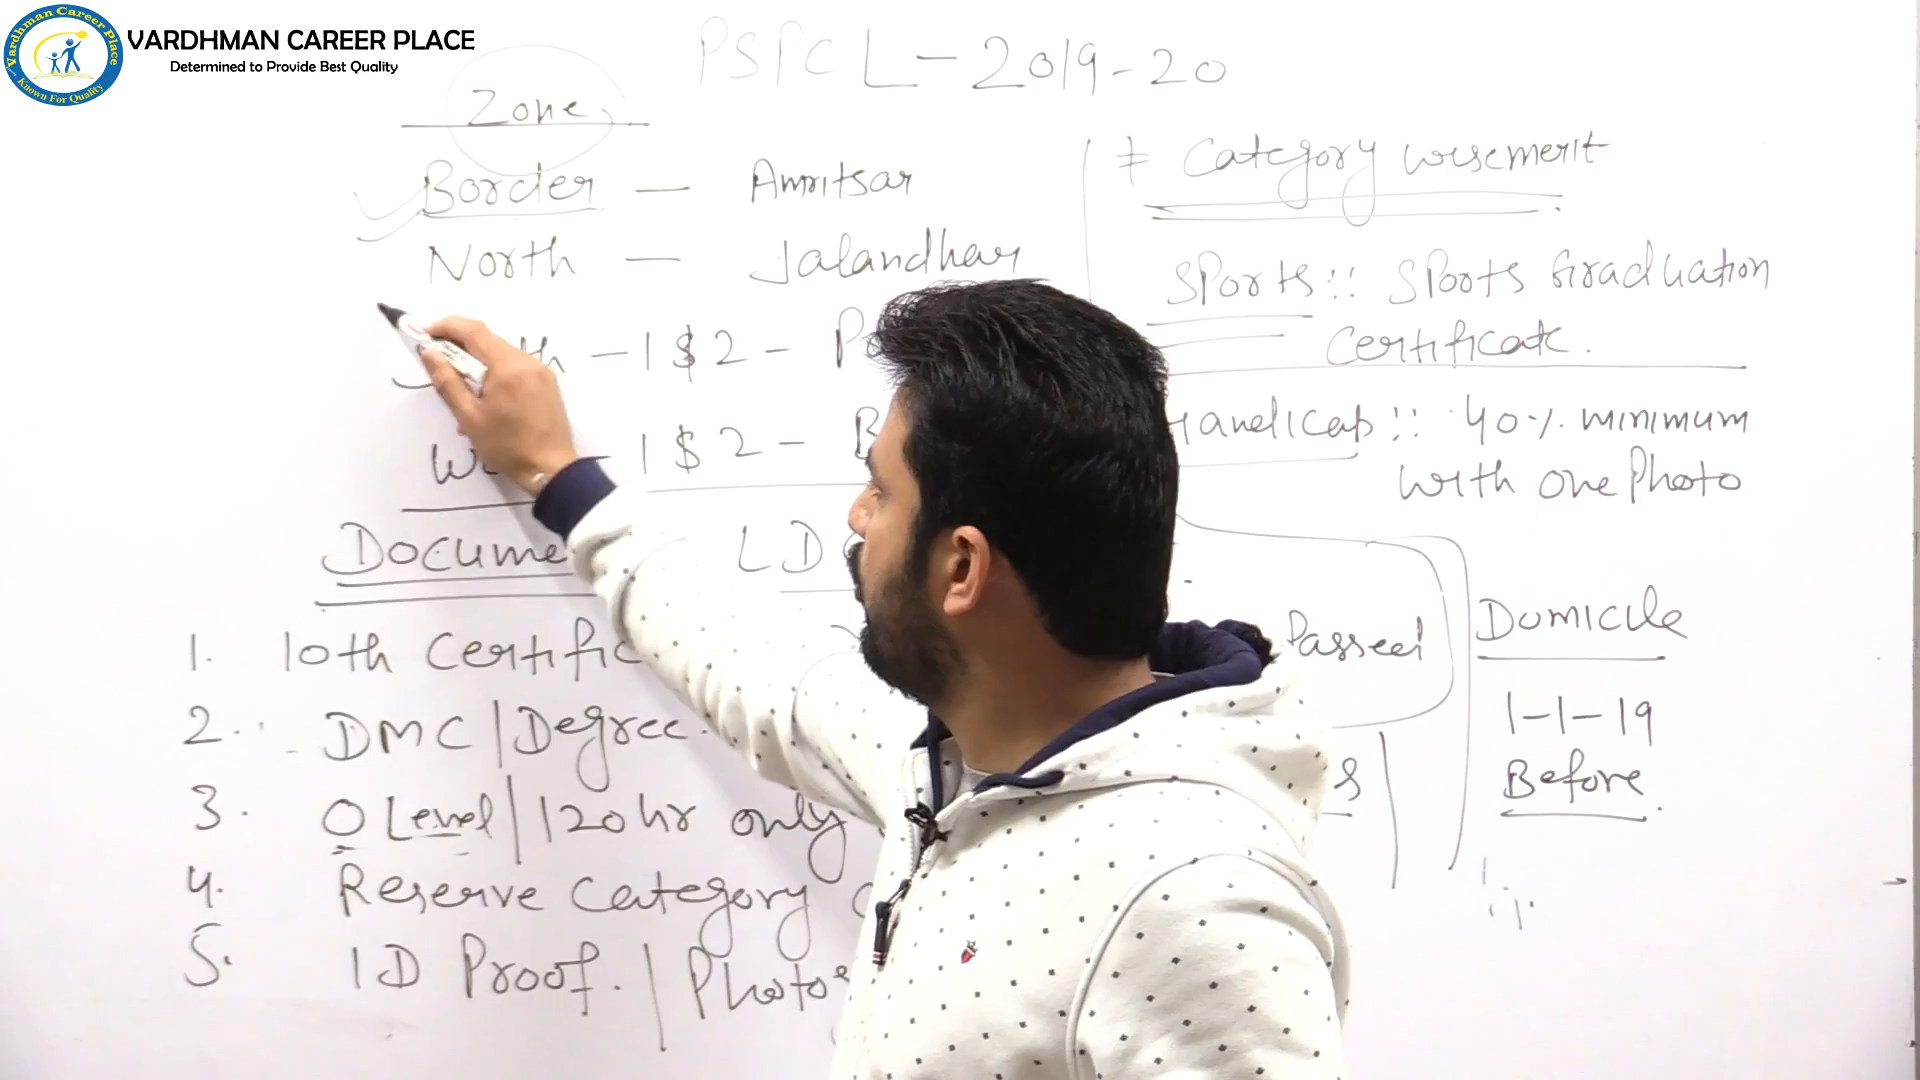 Vardhman Career Place
Known For Quality
VARDHMAN CAREER PLACE
Determined to Provide Best Quality
PSPCL-2019-20
Zone
Border — Amritsar
North — Jalandhar
- 1 $ 2 -
- 1 $ 2 -
≠ Category wisemerit
SPorts :: SPorts Graduation
Certificate.
Handicap :: 40% minimum
with one Photo
LD
1. 10th
2. DMC | Degree.
3. O Level | 120 hr only
4. Reserve Category
5. ID Proof. | Photo
Passed
Domicile
1-1-19
Before.